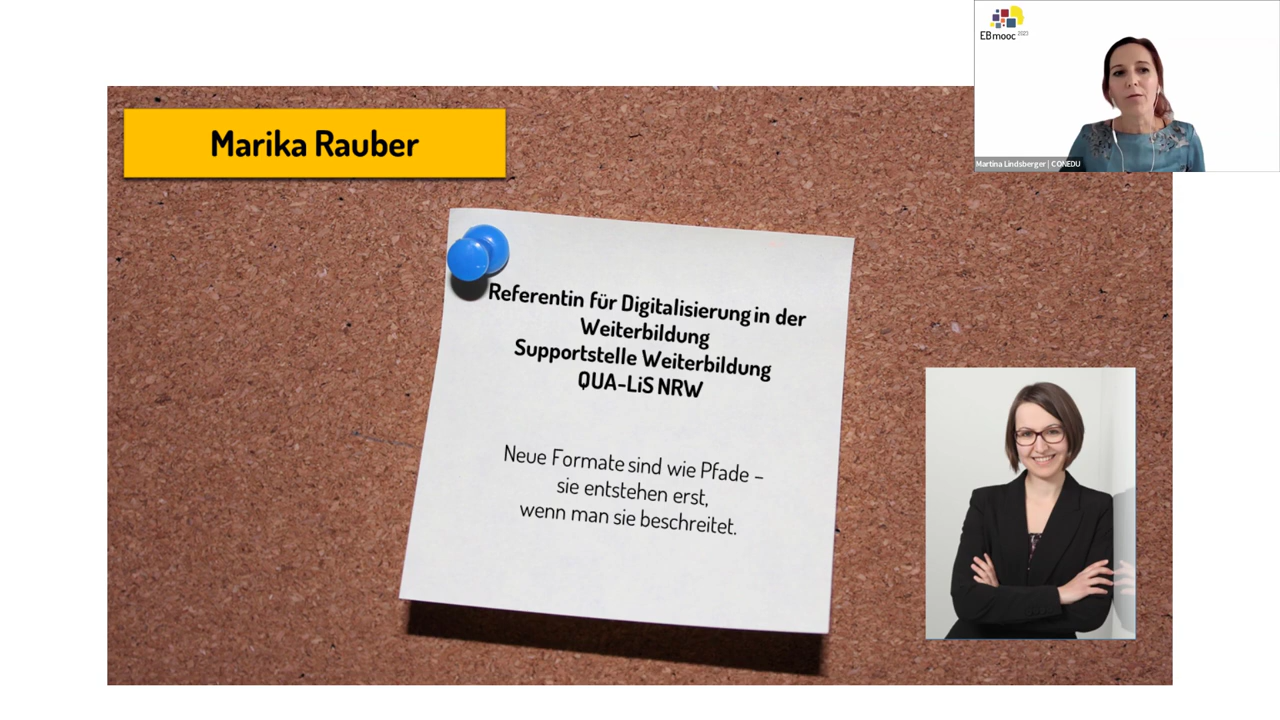 EBmooc 2023
Martina Lindsberger | CONEDU
Marika Rauber
Referentin für Digitalisierung in der
Weiterbildung
Supportstelle Weiterbildung
QUA-LiS NRW
Neue Formate sind wie Pfade –
sie entstehen erst,
wenn man sie beschreitet.